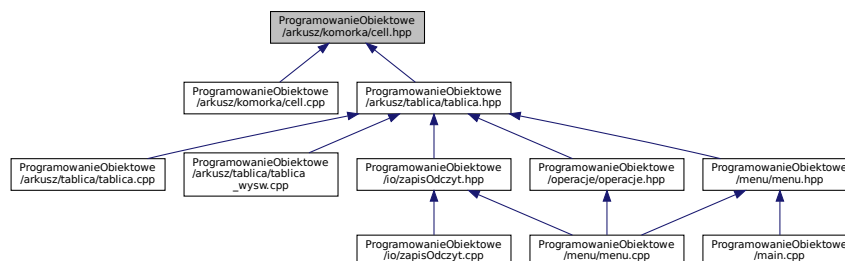 ProgramowanieObiektowe
/arkusz/komorka/cell.hpp
ProgramowanieObiektowe
/arkusz/komorka/cell.cpp
ProgramowanieObiektowe
/arkusz/tablica/tablica.hpp
ProgramowanieObiektowe
/arkusz/tablica/tablica.cpp
ProgramowanieObiektowe
/arkusz/tablica/tablica
_wysw.cpp
ProgramowanieObiektowe
/io/zapisOdczyt.hpp
ProgramowanieObiektowe
/operacje/operacje.hpp
ProgramowanieObiektowe
/menu/menu.hpp
ProgramowanieObiektowe
/io/zapisOdczyt.cpp
ProgramowanieObiektowe
/menu/menu.cpp
ProgramowanieObiektowe
/main.cpp